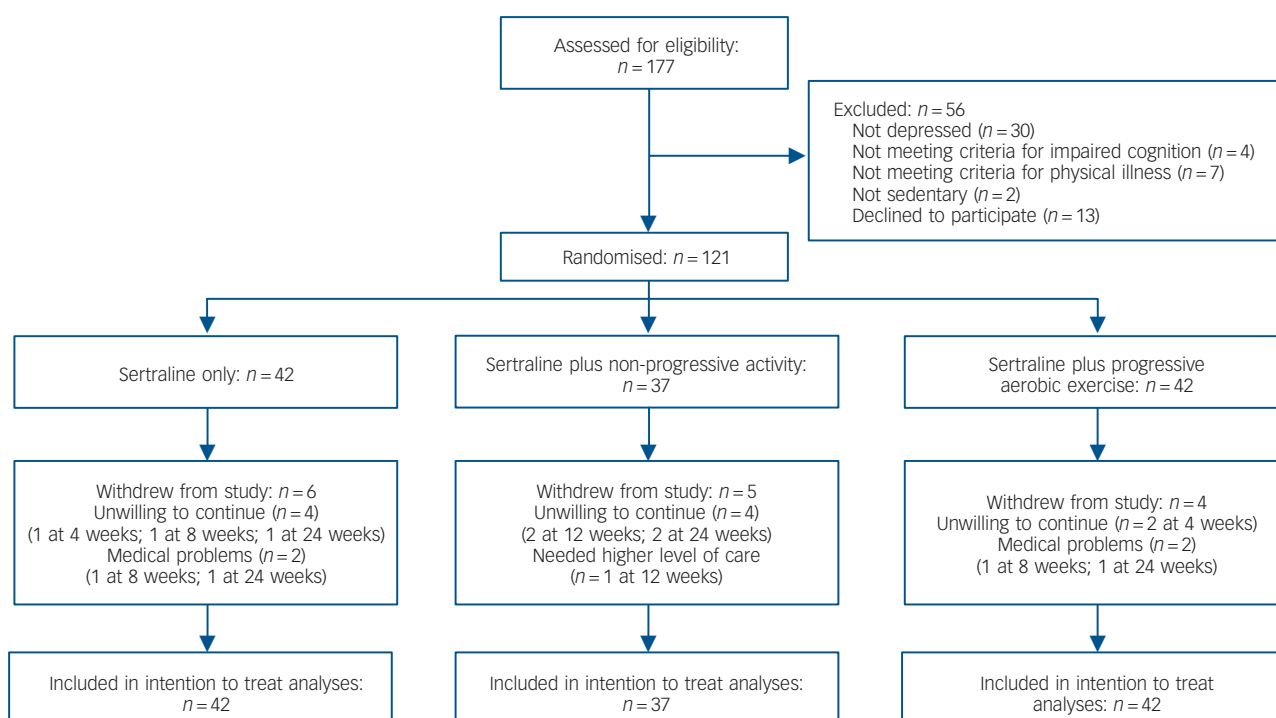 Assessed for eligibility:
n = 177
Excluded: n = 56
Not depressed (n = 30)
Not meeting criteria for impaired cognition (n = 4)
Not meeting criteria for physical illness (n = 7)
Not sedentary (n = 2)
Declined to participate (n = 13)
Randomised: n = 121
Sertraline only: n = 42
Sertraline plus non-progressive activity:
n = 37
Sertraline plus progressive
aerobic exercise: n = 42
Withdrew from study: n = 6
Unwilling to continue (n = 4)
(1 at 4 weeks; 1 at 8 weeks; 1 at 24 weeks)
Medical problems (n = 2)
(1 at 8 weeks; 1 at 24 weeks)
Withdrew from study: n = 5
Unwilling to continue (n = 4)
(2 at 12 weeks; 2 at 24 weeks)
Needed higher level of care
(n = 1 at 12 weeks)
Withdrew from study: n = 4
Unwilling to continue (n = 2 at 4 weeks)
Medical problems (n = 2)
(1 at 8 weeks; 1 at 24 weeks)
Included in intention to treat analyses:
n = 42
Included in intention to treat analyses:
n = 37
Included in intention to treat
analyses: n = 42